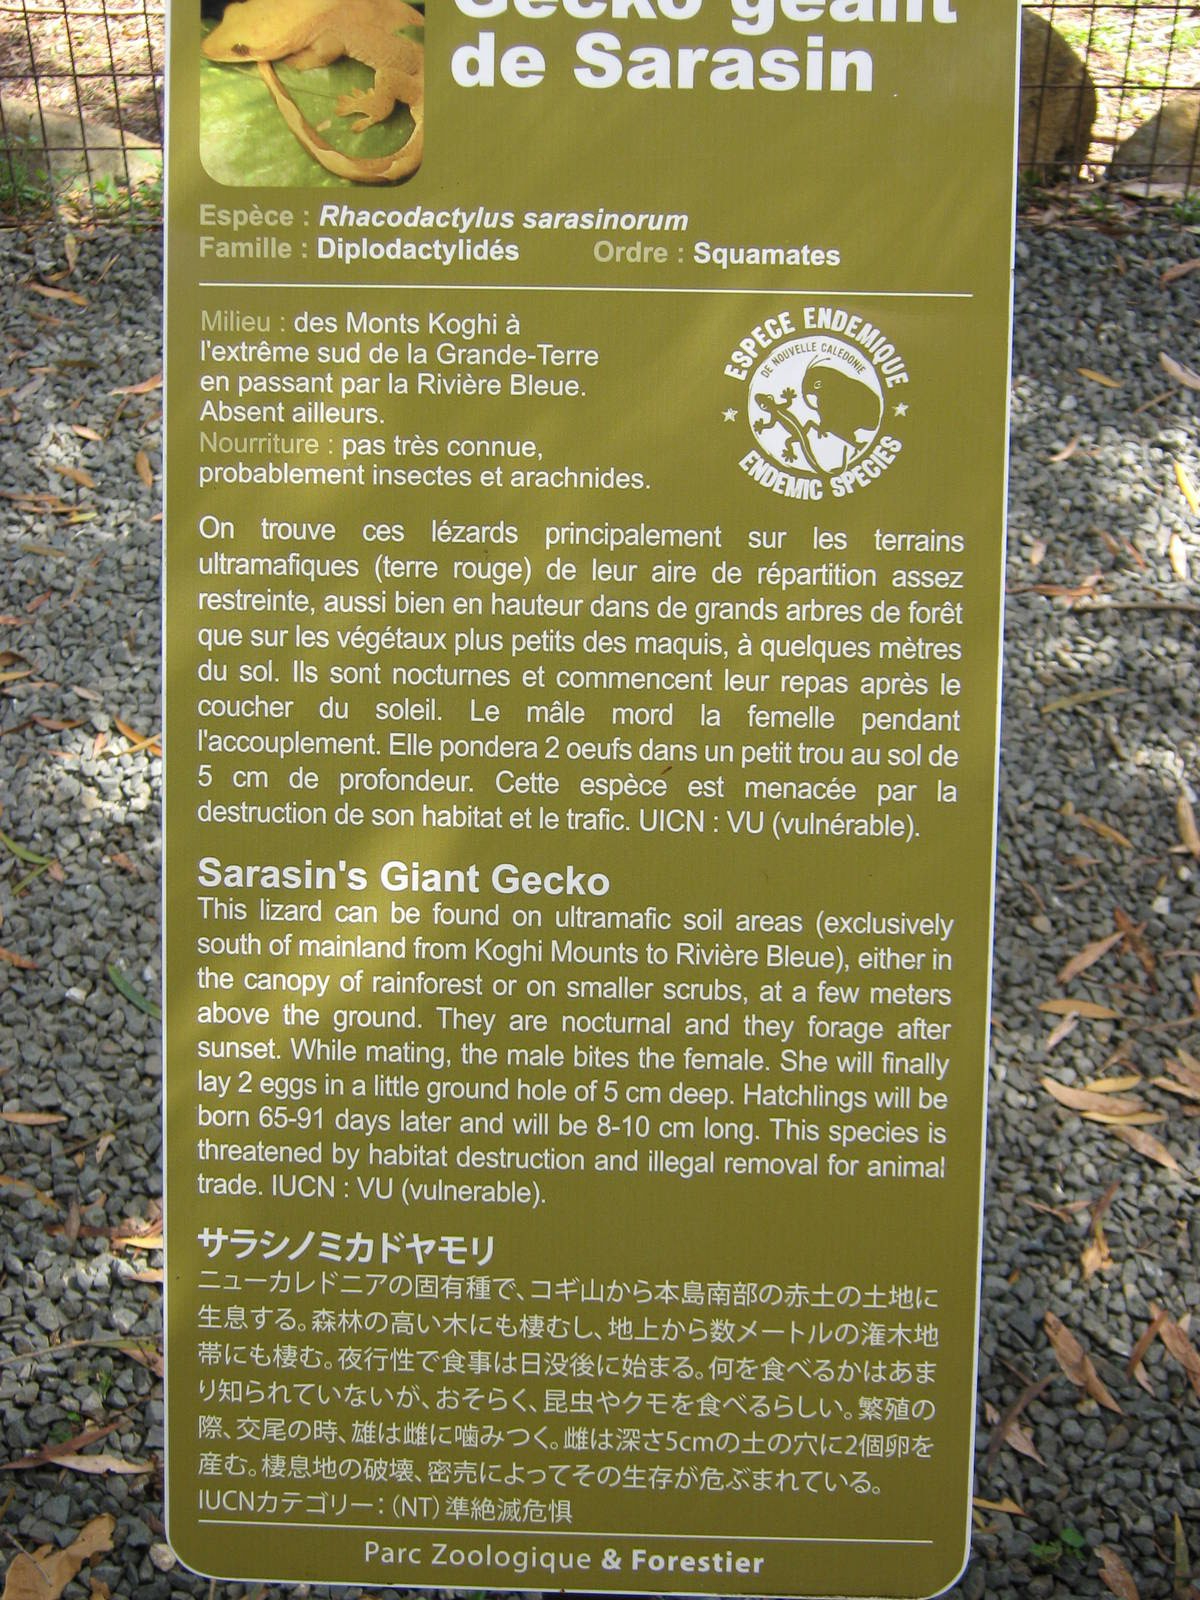 Gecko géant
de Sarasin
Espèce : Rhacodactylus sarasinorum
Famille : Diplodactylidés Ordre : Squamates
Milieu : des Monts Koghi à
l'extrême sud de la Grande-Terre
en passant par la Rivière Bleue.
Absent ailleurs.
Nourriture : pas très connue,
probablement insectes et arachnides.
ESPECE ENDEMIQUE
DE NOUVELLE CALEDONIE
ENDEMIC SPECIES
On trouve ces lézards principalement sur les terrains
ultramafiques (terre rouge) de leur aire de répartition assez
restreinte, aussi bien en hauteur dans de grands arbres de forêt
que sur les végétaux plus petits des maquis, à quelques mètres
du sol. Ils sont nocturnes et commencent leur repas après le
coucher du soleil. Le mâle mord la femelle pendant
l'accouplement. Elle pondera 2 oeufs dans un petit trou au sol de
5 cm de profondeur. Cette espèce est menacée par la
destruction de son habitat et le trafic. UICN : VU (vulnérable).
Sarasin's Giant Gecko
This lizard can be found on ultramafic soil areas (exclusively
south of mainland from Koghi Mounts to Rivière Bleue), either in
the canopy of rainforest or on smaller scrubs, at a few meters
above the ground. They are nocturnal and they forage after
sunset. While mating, the male bites the female. She will finally
lay 2 eggs in a little ground hole of 5 cm deep. Hatchlings will be
born 65-91 days later and will be 8-10 cm long. This species is
threatened by habitat destruction and illegal removal for animal
trade. IUCN : VU (vulnerable).
サラシノミカドヤモリ
ニューカレドニアの固有種で、コギ山から本島南部の赤土の土地に
生息する。森林の高い木にも棲むし、地上から数メートルの潅木地
帯にも棲む。夜行性で食事は日没後に始まる。何を食べるかはあま
り知られていないが、おそらく、昆虫やクモを食べるらしい。繁殖の
際、交尾の時、雄は雌に噛みつく。雌は深さ5cmの土の穴に2個卵を
産む。棲息地の破壊、密売によってその生存が危ぶまれている。
IUCNカテゴリー：（NT）準絶滅危惧
Parc Zoologique & Forestier